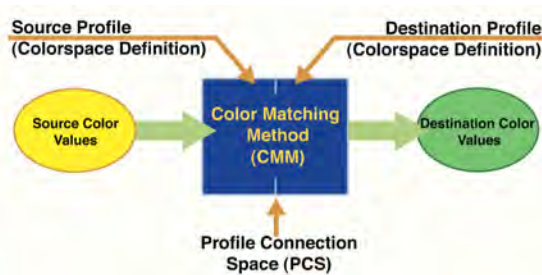 Source Profile
(Colorspace Definition)
Destination Profile
(Colorspace Definition)
Source Color
Values
Color Matching
Method
(CMM)
Destination Color
Values
Profile Connection
Space (PCS)